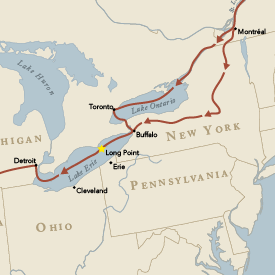 Montréal
Lake Huron
Lake Ontario
Toronto
Buffalo
NEW YORK
HIGAN
Long Point
Detroit
Lake Erie
Erie
Cleveland
PENNSYLVANIA
OHIO